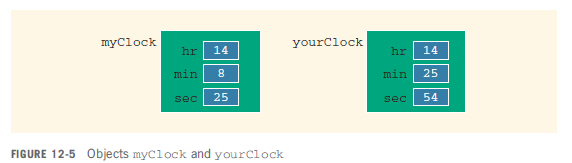 myClock yourClock
hr 14 hr 14
min 8 min 25
sec 25 sec 54
FIGURE 12-5 Objects myClock and yourClock